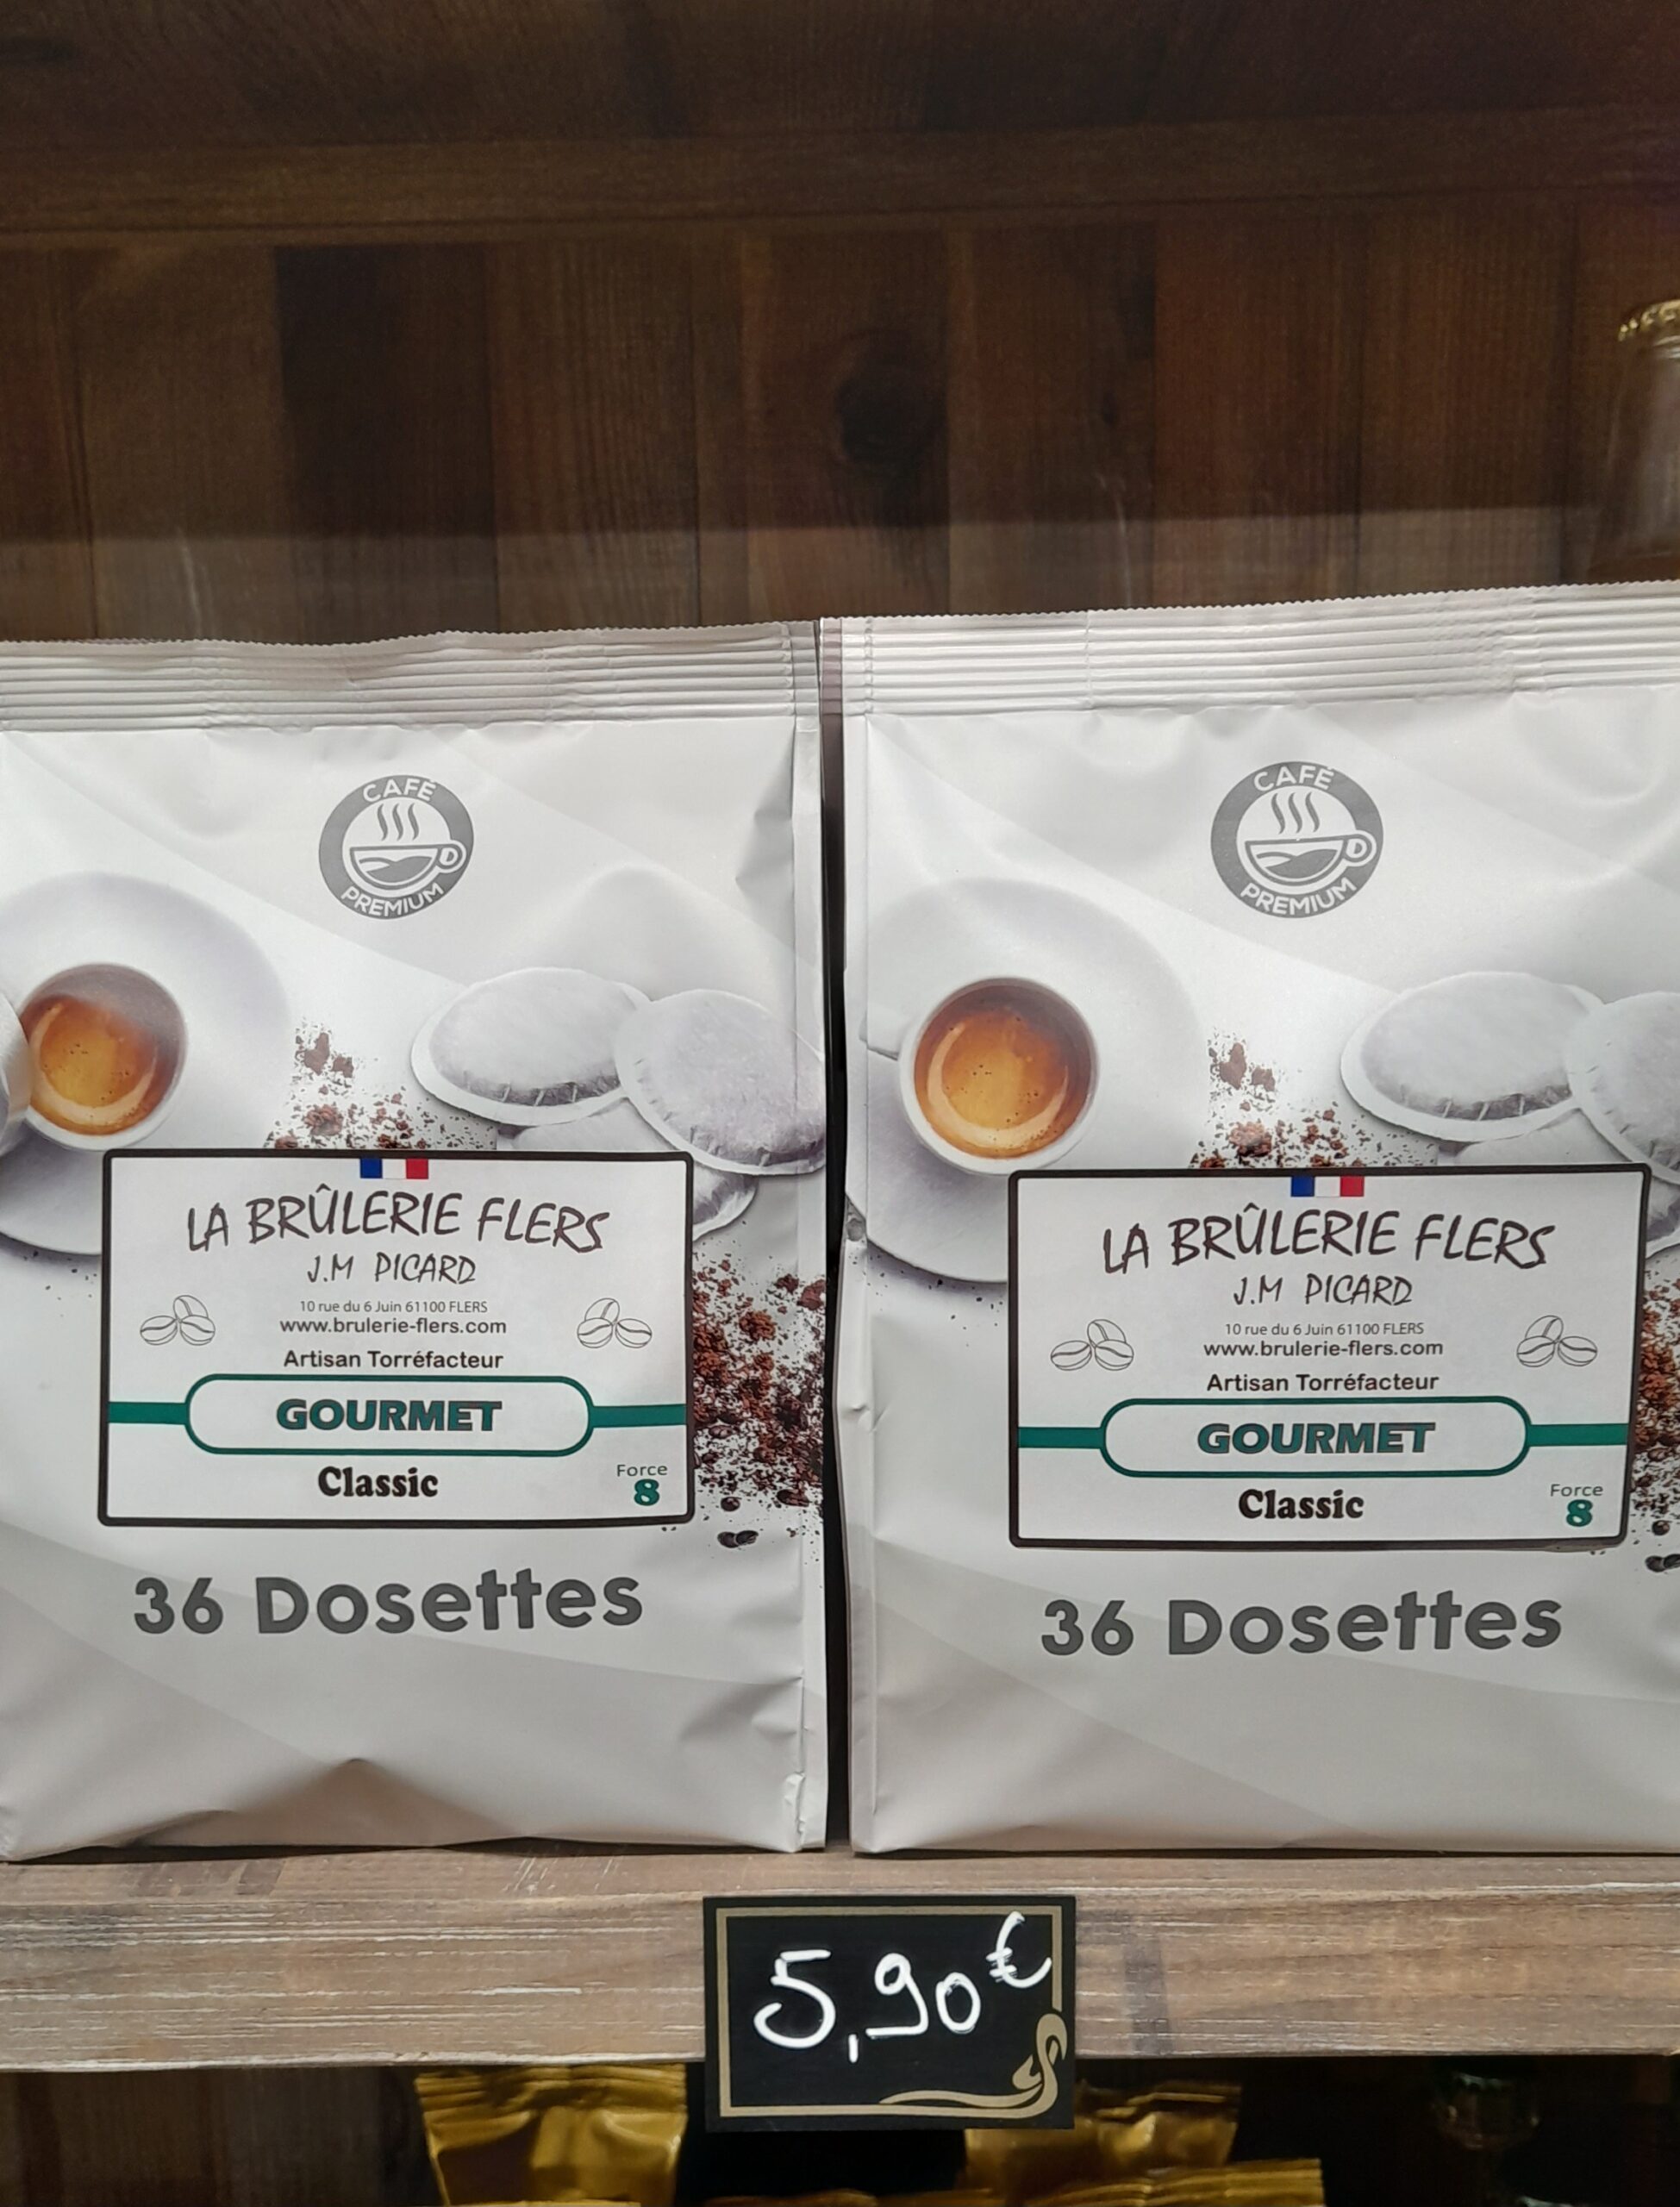 CAFÉ
PREMIUM
LA BRÛLERIE FLERS
J.M PICARD
10 rue du 6 Juin 61100 FLERS
www.brulerie-flers.com
Artisan Torréfacteur
GOURMET
Classic
Force
8
36 Dosettes
CAFÉ
PREMIUM
LA BRÛLERIE FLERS
J.M PICARD
10 rue du 6 Juin 61100 FLERS
www.brulerie-flers.com
Artisan Torréfacteur
GOURMET
Classic
Force
8
36 Dosettes
5,90€